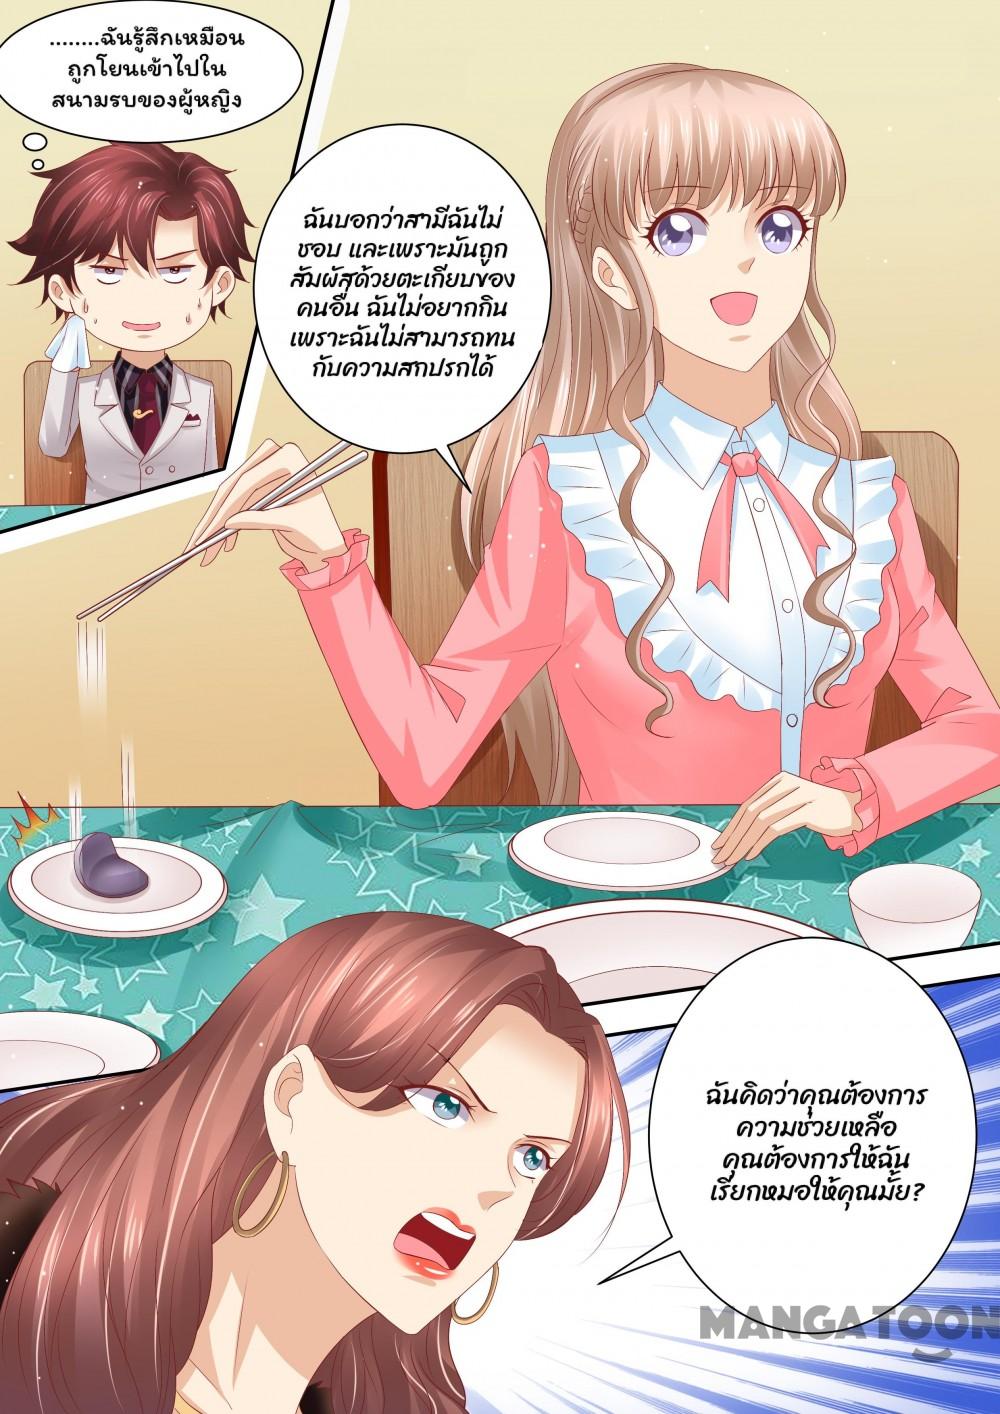 ........ฉันรู้สึกเหมือน
ถูกโยนเข้าไปใน
สนามรบของผู้หญิง
ฉันบอกว่าสามีฉันไม่
ชอบ และเพราะมันถูก
สัมผัสด้วยตะเกียบของ
คนอื่น ฉันไม่อยากกิน
เพราะฉันไม่สามารถทน
กับความสกปรกได้
ฉันคิดว่าคุณต้องการ
ความช่วยเหลือ
คุณต้องการให้ฉัน
เรียกหมอให้คุณมั้ย?
MANGATOON